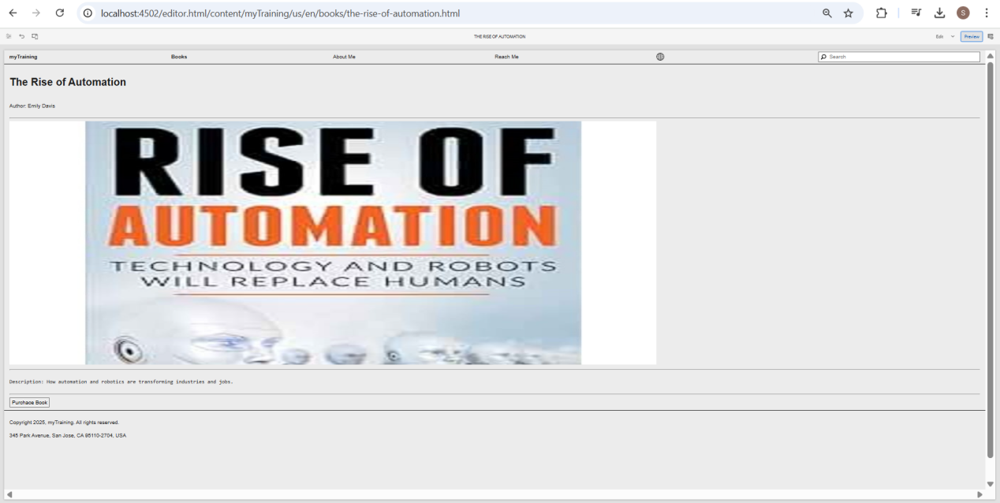 localhost:4502/editor.html/content/myTraining/us/en/books/the-rise-of-automation.html
S
THE RISE OF AUTOMATION
Edit
Preview
myTraining
Books
About Me
Reach Me
Search
The Rise of Automation
Author: Emily Davis
RISE OF
AUTOMATION
TECHNOLOGY AND ROBOTS
WILL REPLACE HUMANS
Description: How automation and robotics are transforming industries and jobs.
Purchace Book
Copyright 2025, myTraining. All rights reserved.
345 Park Avenue, San Jose, CA 95110-2704, USA